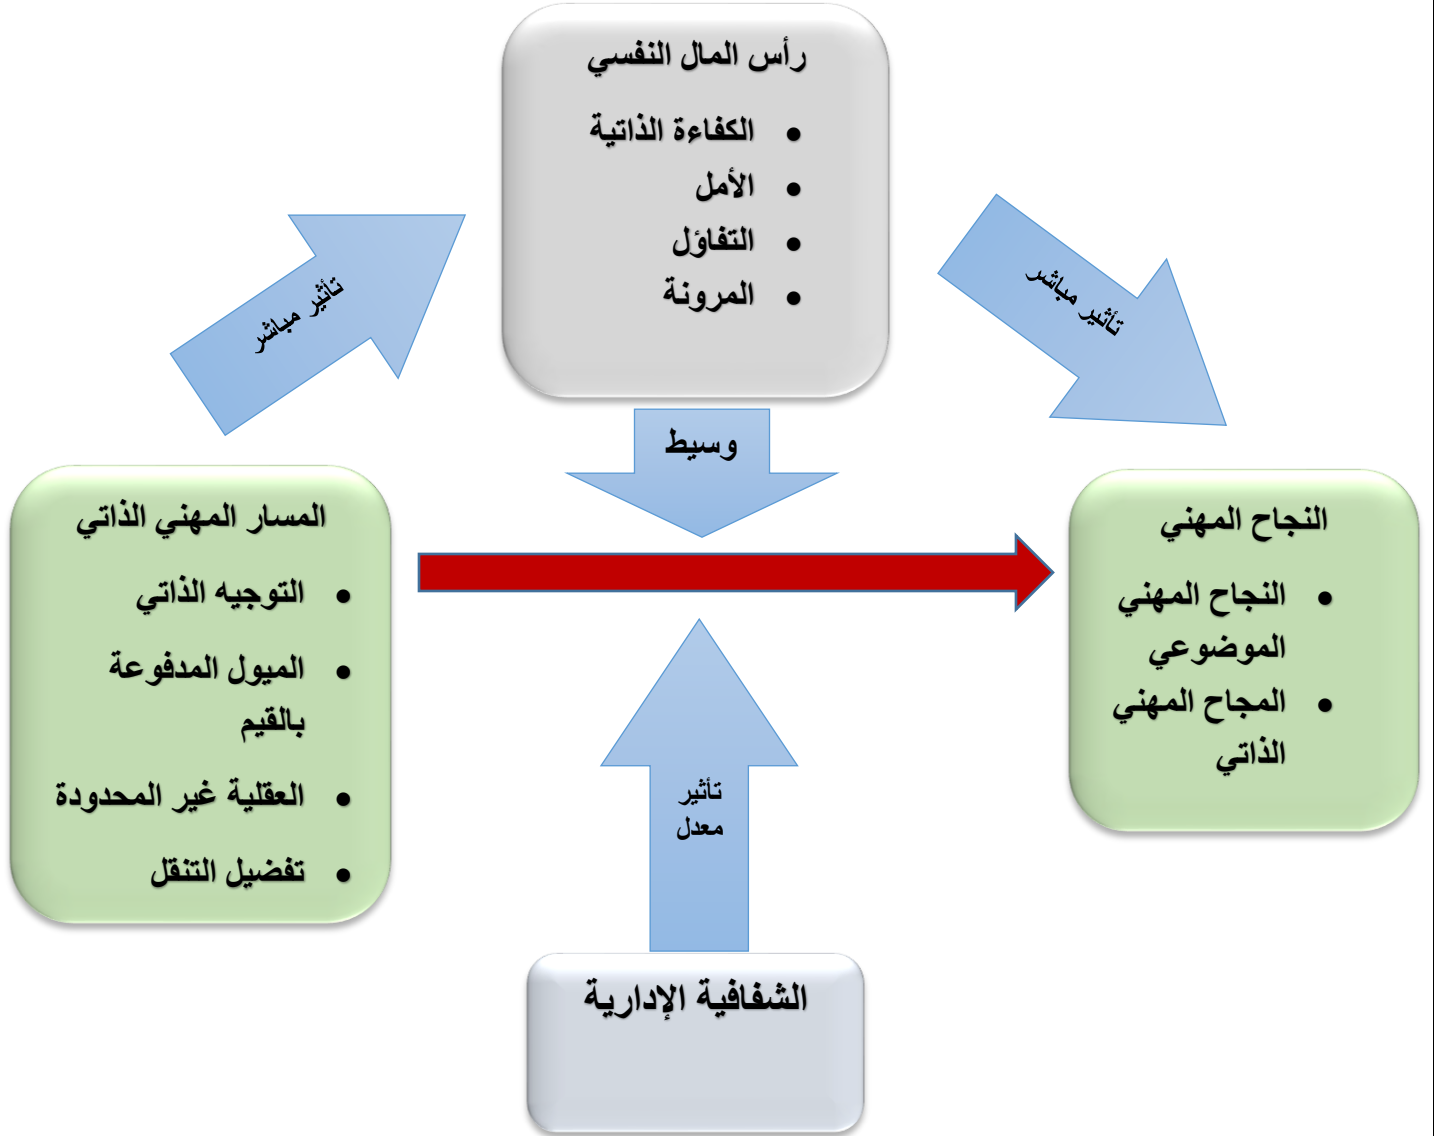 رأس المال النفسي
• الكفاءة الذاتية
• الأمل
• التفاؤل
• المرونة
تأثير مباشر
تأثير مباشر
وسيط
المسار المهني الذاتي
• التوجيه الذاتي
• الميول المدفوعة
بالقيم
• العقلية غير المحدودة
• تفضيل التنقل
النجاح المهني
• النجاح المهني
الموضوعي
• المجاح المهني
الذاتي
تأثير
معدل
الشفافية الإدارية